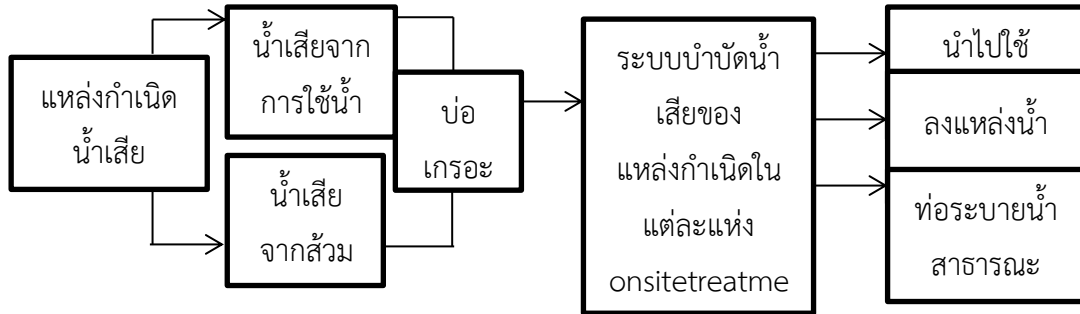 แหล่งกำเนิด
น้ำเสีย
น้ำเสียจาก
การใช้น้ำ
น้ำเสีย
จากส้วม
บ่อ
เกรอะ
ระบบบำบัดน้ำ
เสียของ
แหล่งกำเนิดใน
แต่ละแห่ง
onsitetreatme
นำไปใช้
ลงแหล่งน้ำ
ท่อระบายน้ำ
สาธารณะ